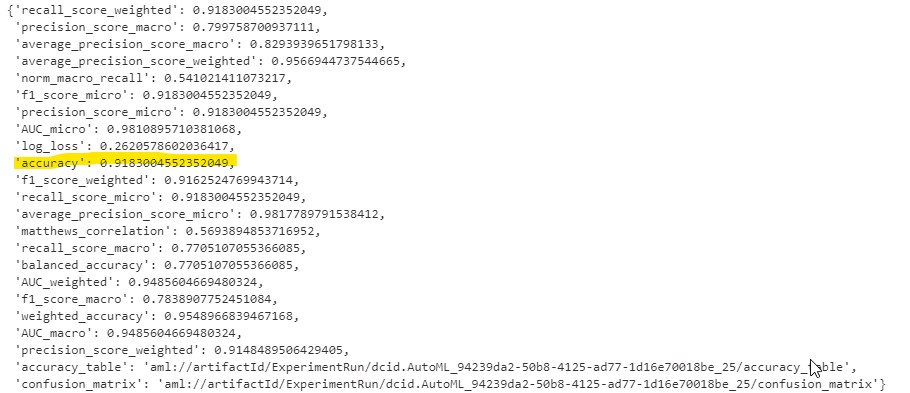 {'recall_score_weighted': 0.9183004552352049,
'precision_score_macro': 0.799758700937111,
'average_precision_score_macro': 0.8293939651798133,
'average_precision_score_weighted': 0.9566944737544665,
'norm_macro_recall': 0.541021411073217,
'f1_score_micro': 0.9183004552352049,
'precision_score_micro': 0.9183004552352049,
'AUC_micro': 0.9810895710381068,
'log_loss': 0.2620578602036417,
'accuracy': 0.9183004552352049,
'f1_score_weighted': 0.9162524769943714,
'recall_score_micro': 0.9183004552352049,
'average_precision_score_micro': 0.9817789791538412,
'matthews_correlation': 0.5693894853716952,
'recall_score_macro': 0.7705107055366085,
'balanced_accuracy': 0.7705107055366085,
'AUC_weighted': 0.9485604669480324,
'f1_score_macro': 0.7838907752451084,
'weighted_accuracy': 0.9548966839467168,
'AUC_macro': 0.9485604669480324,
'precision_score_weighted': 0.9148489506429405,
'accuracy_table': 'aml://artifactId/ExperimentRun/dcid.AutoML_94239da2-50b8-4125-ad77-1d16e70018be_25/accuracy_table',
'confusion_matrix': 'aml://artifactId/ExperimentRun/dcid.AutoML_94239da2-50b8-4125-ad77-1d16e70018be_25/confusion_matrix'}